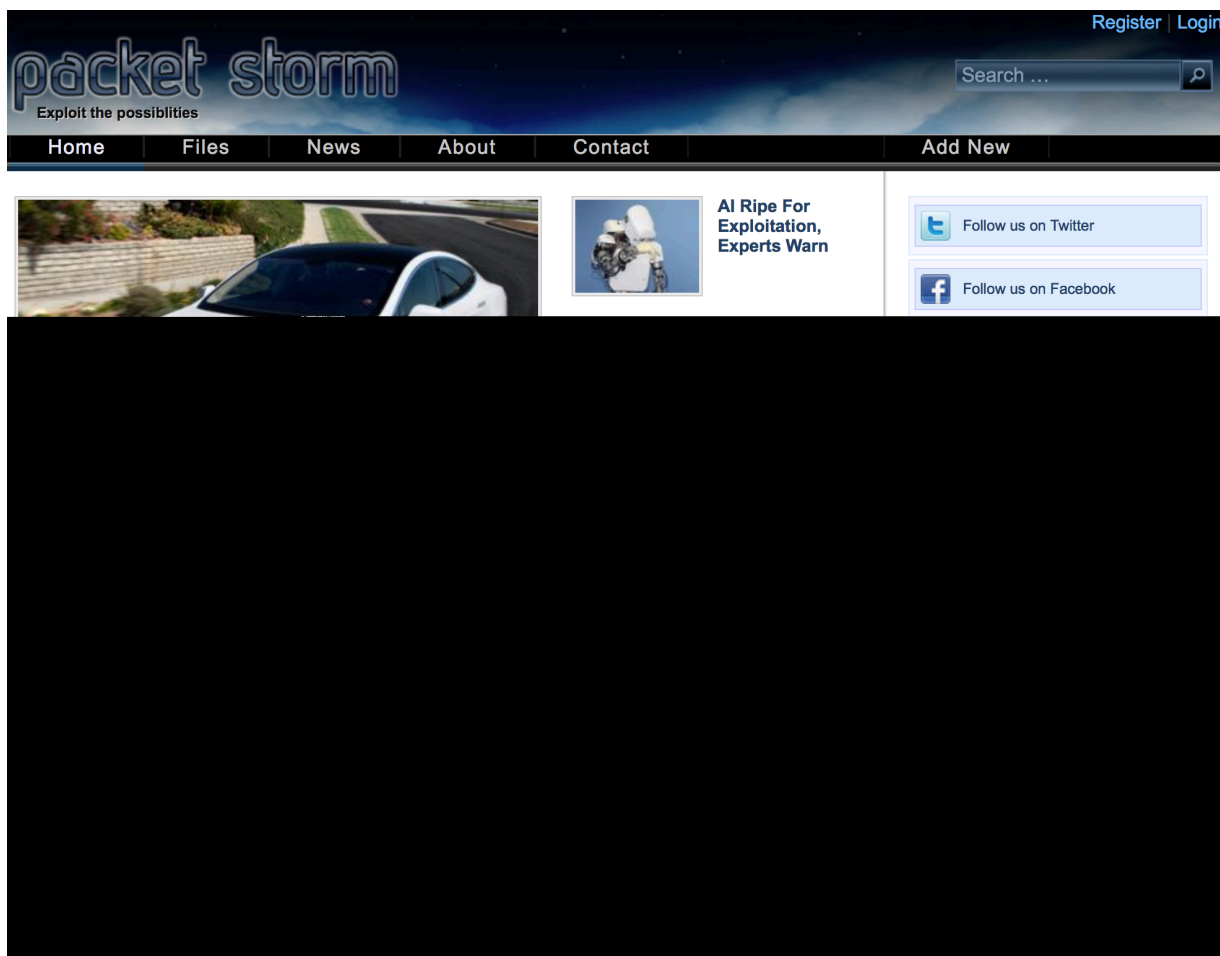 Register | Login
packet storm
Search ...
Exploit the possiblities
Home Files News About Contact Add New
AI Ripe For
Exploitation,
Experts Warn
Follow us on Twitter
Follow us on Facebook